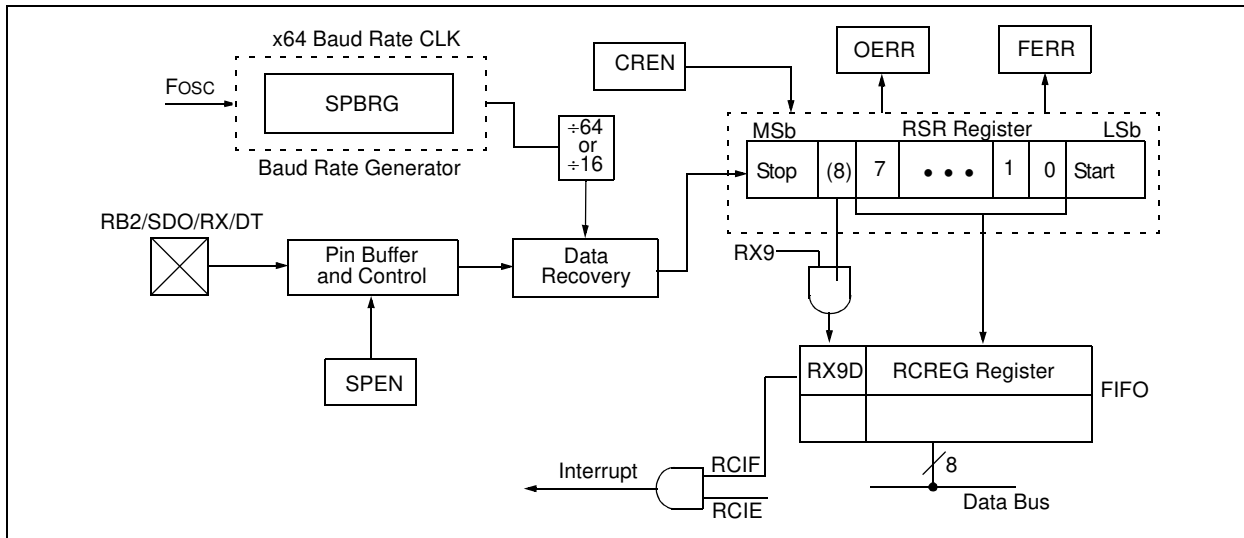 x64 Baud Rate CLK
FOSC
SPBRG
Baud Rate Generator
÷64
or
÷16
CREN
OERR
FERR
MSb
RSR Register
LSb
Stop
(8)
7
• • •
1
0
Start
RB2/SDO/RX/DT
Pin Buffer
and Control
Data
Recovery
RX9
SPEN
RX9D
RCREG Register
FIFO
Interrupt
RCIF
RCIE
8
Data Bus